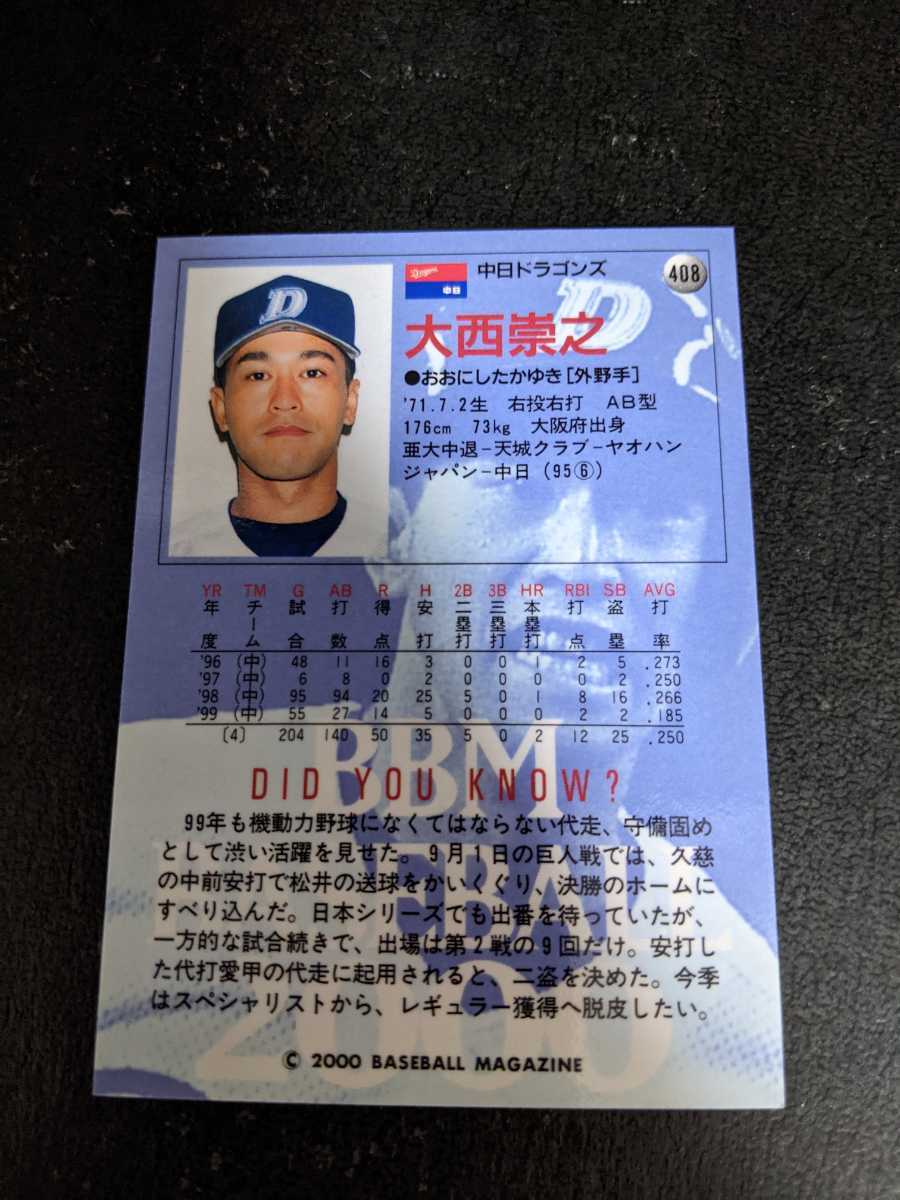 D
Dragons
中日
中日ドラゴンズ
408
大西崇之
●おおにしたかゆき[外野手]
'71.7.2生 右投右打 AB型
176cm 73kg 大阪府出身
亜大中退-天城クラブ-ヤオハン
ジャパン-中日(95⑥)
YR TM G AB R H 2B 3B HR RBI SB AVG
年度 チーム 試合 打数 得点 安打 二塁打 三塁打 本塁打 打点 盗塁 打率
'96 (中) 48 11 16 3 0 0 1 2 5 .273
'97 (中) 6 8 0 2 0 0 0 0 2 .250
'98 (中) 95 94 20 25 5 0 1 8 16 .266
'99 (中) 55 27 14 5 0 0 0 2 2 .185
[4] 204 140 50 35 5 0 2 12 25 .250
BBM
BASEBALL
2000
DID YOU KNOW?
99年も機動力野球になくてはならない代走、守備固め
として渋い活躍を見せた。9月1日の巨人戦では、久慈
の中前安打で松井の送球をかいくぐり、決勝のホームに
すべり込んだ。日本シリーズでも出番を待っていたが、
一方的な試合続きで、出場は第2戦の9回だけ。安打し
た代打愛甲の代走に起用されると、二盗を決めた。今季
はスペシャリストから、レギュラー獲得へ脱皮したい。
© 2000 BASEBALL MAGAZINE